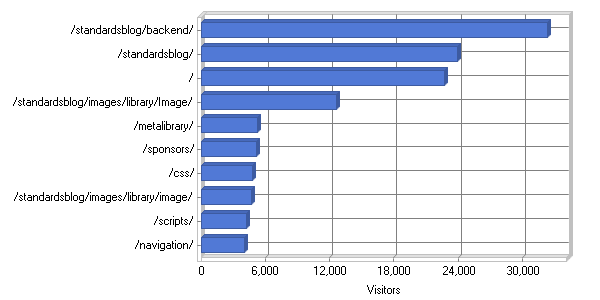 /standardsblog/backend/
/standardsblog/
/
/standardsblog/images/library/Image/
/metalibrary/
/sponsors/
/css/
/standardsblog/images/library/image/
/scripts/
/navigation/
0 6,000 12,000 18,000 24,000 30,000
Visitors